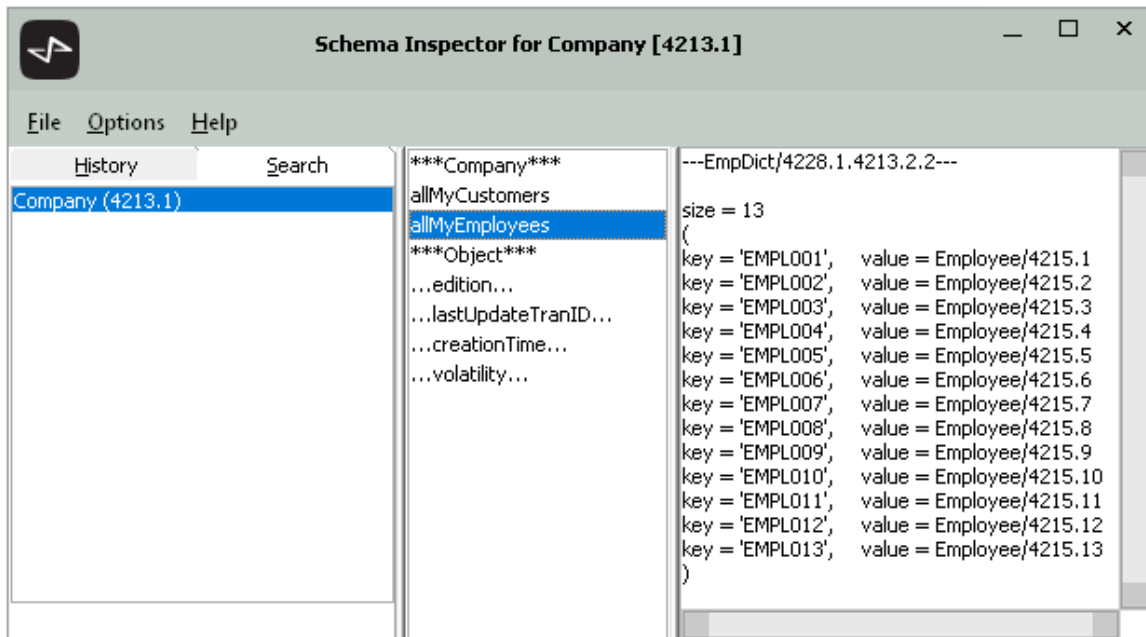 Schema Inspector for Company [4213.1]
File Options Help
History Search
Company (4213.1)
***Company***
allMyCustomers
allMyEmployees
***Object***
...edition...
...lastUpdateTranID...
...creationTime...
...volatility...
---EmpDict/4228.1.4213.2.2---
size = 13
(
key = 'EMPL001', value = Employee/4215.1
key = 'EMPL002', value = Employee/4215.2
key = 'EMPL003', value = Employee/4215.3
key = 'EMPL004', value = Employee/4215.4
key = 'EMPL005', value = Employee/4215.5
key = 'EMPL006', value = Employee/4215.6
key = 'EMPL007', value = Employee/4215.7
key = 'EMPL008', value = Employee/4215.8
key = 'EMPL009', value = Employee/4215.9
key = 'EMPL010', value = Employee/4215.10
key = 'EMPL011', value = Employee/4215.11
key = 'EMPL012', value = Employee/4215.12
key = 'EMPL013', value = Employee/4215.13
)